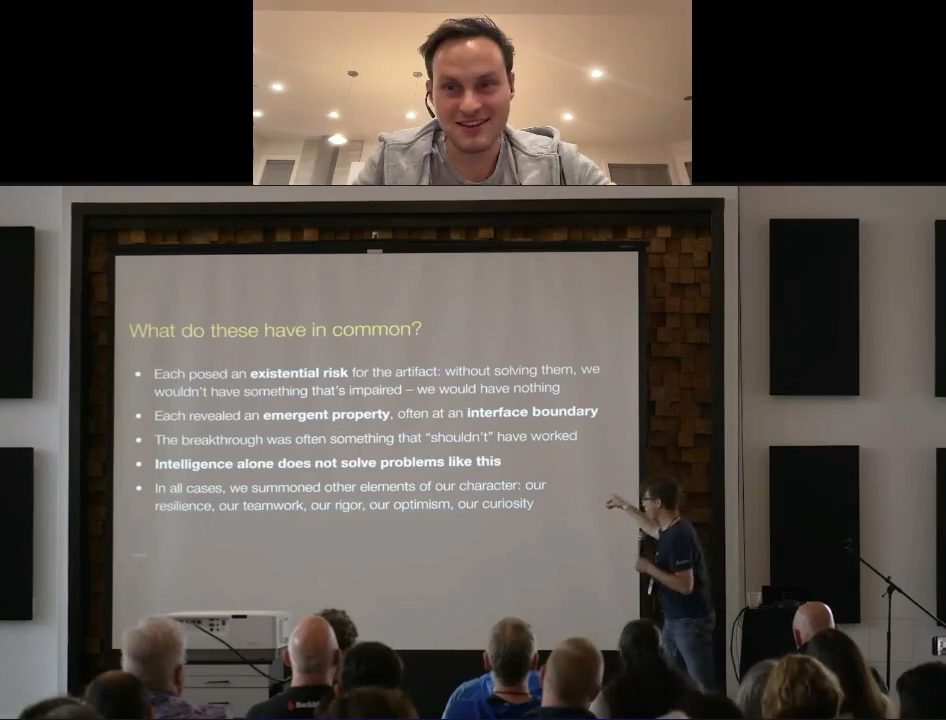 What do these have in common?
• Each posed an existential risk for the artifact: without solving them, we
wouldn't have something that's impaired – we would have nothing
• Each revealed an emergent property, often at an interface boundary
• The breakthrough was often something that “shouldn't” have worked
• Intelligence alone does not solve problems like this
• In all cases, we summoned other elements of our character: our
resilience, our teamwork, our rigor, our optimism, our curiosity